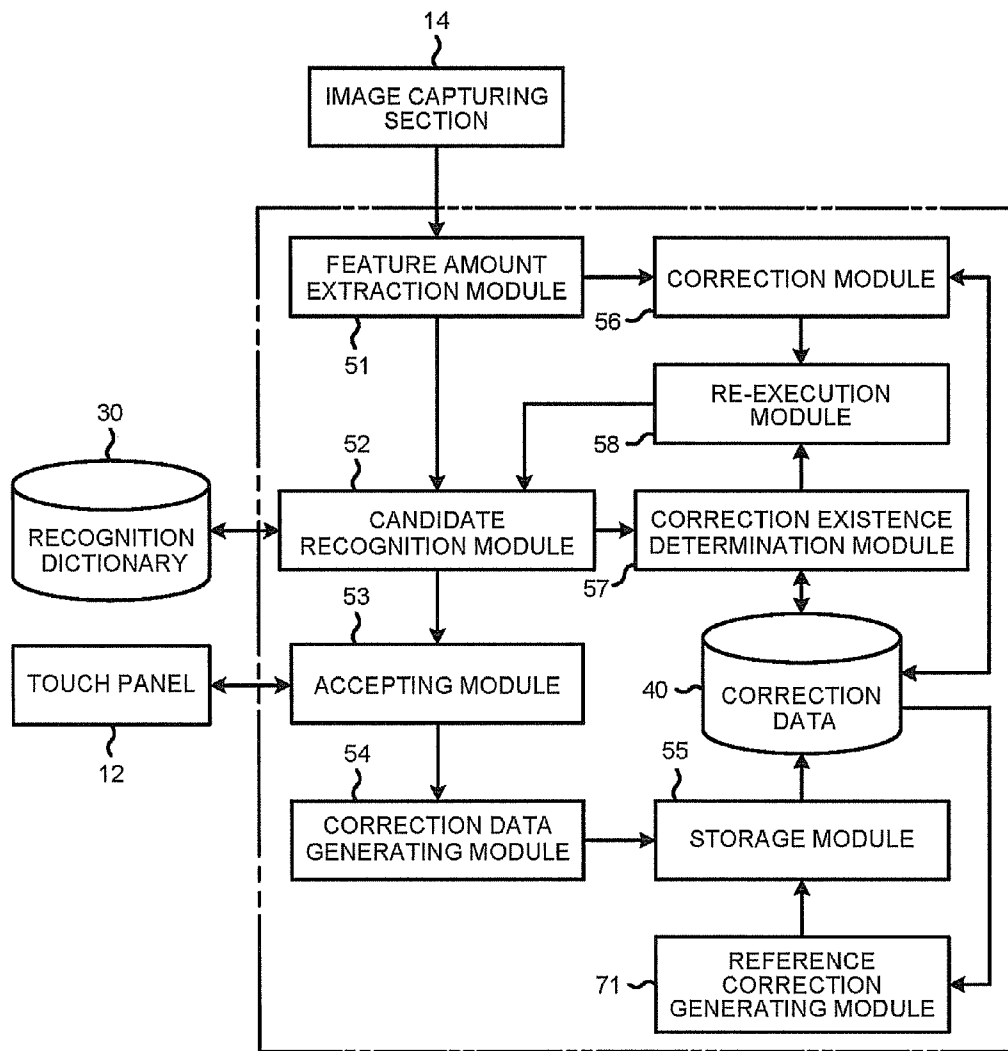 14
IMAGE CAPTURING
SECTION
FEATURE AMOUNT
EXTRACTION MODULE
51
CORRECTION MODULE
56
RE-EXECUTION
MODULE
58
30
RECOGNITION
DICTIONARY
52
CANDIDATE
RECOGNITION MODULE
CORRECTION EXISTENCE
DETERMINATION MODULE
57
53
TOUCH PANEL
12
ACCEPTING MODULE
40
CORRECTION
DATA
54
CORRECTION DATA
GENERATING MODULE
55
STORAGE MODULE
71
REFERENCE
CORRECTION
GENERATING MODULE